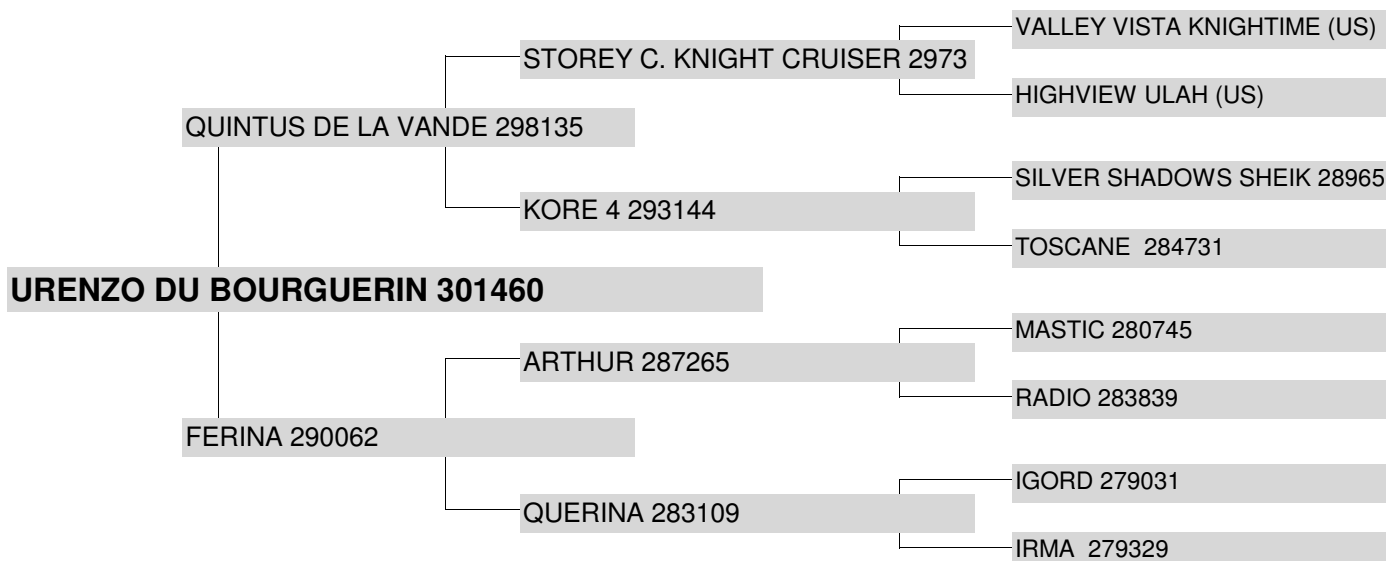 VALLEY VISTA KNIGHTIME (US)
STOREY C. KNIGHT CRUISER 2973
HIGHVIEW ULAH (US)
QUINTUS DE LA VANDE 298135
SILVER SHADOWS SHEIK 28965
KORE 4 293144
TOSCANE 284731
URENZO DU BOURGUERIN 301460
MASTIC 280745
ARTHUR 287265
RADIO 283839
FERINA 290062
IGORD 279031
QUERINA 283109
IRMA 279329